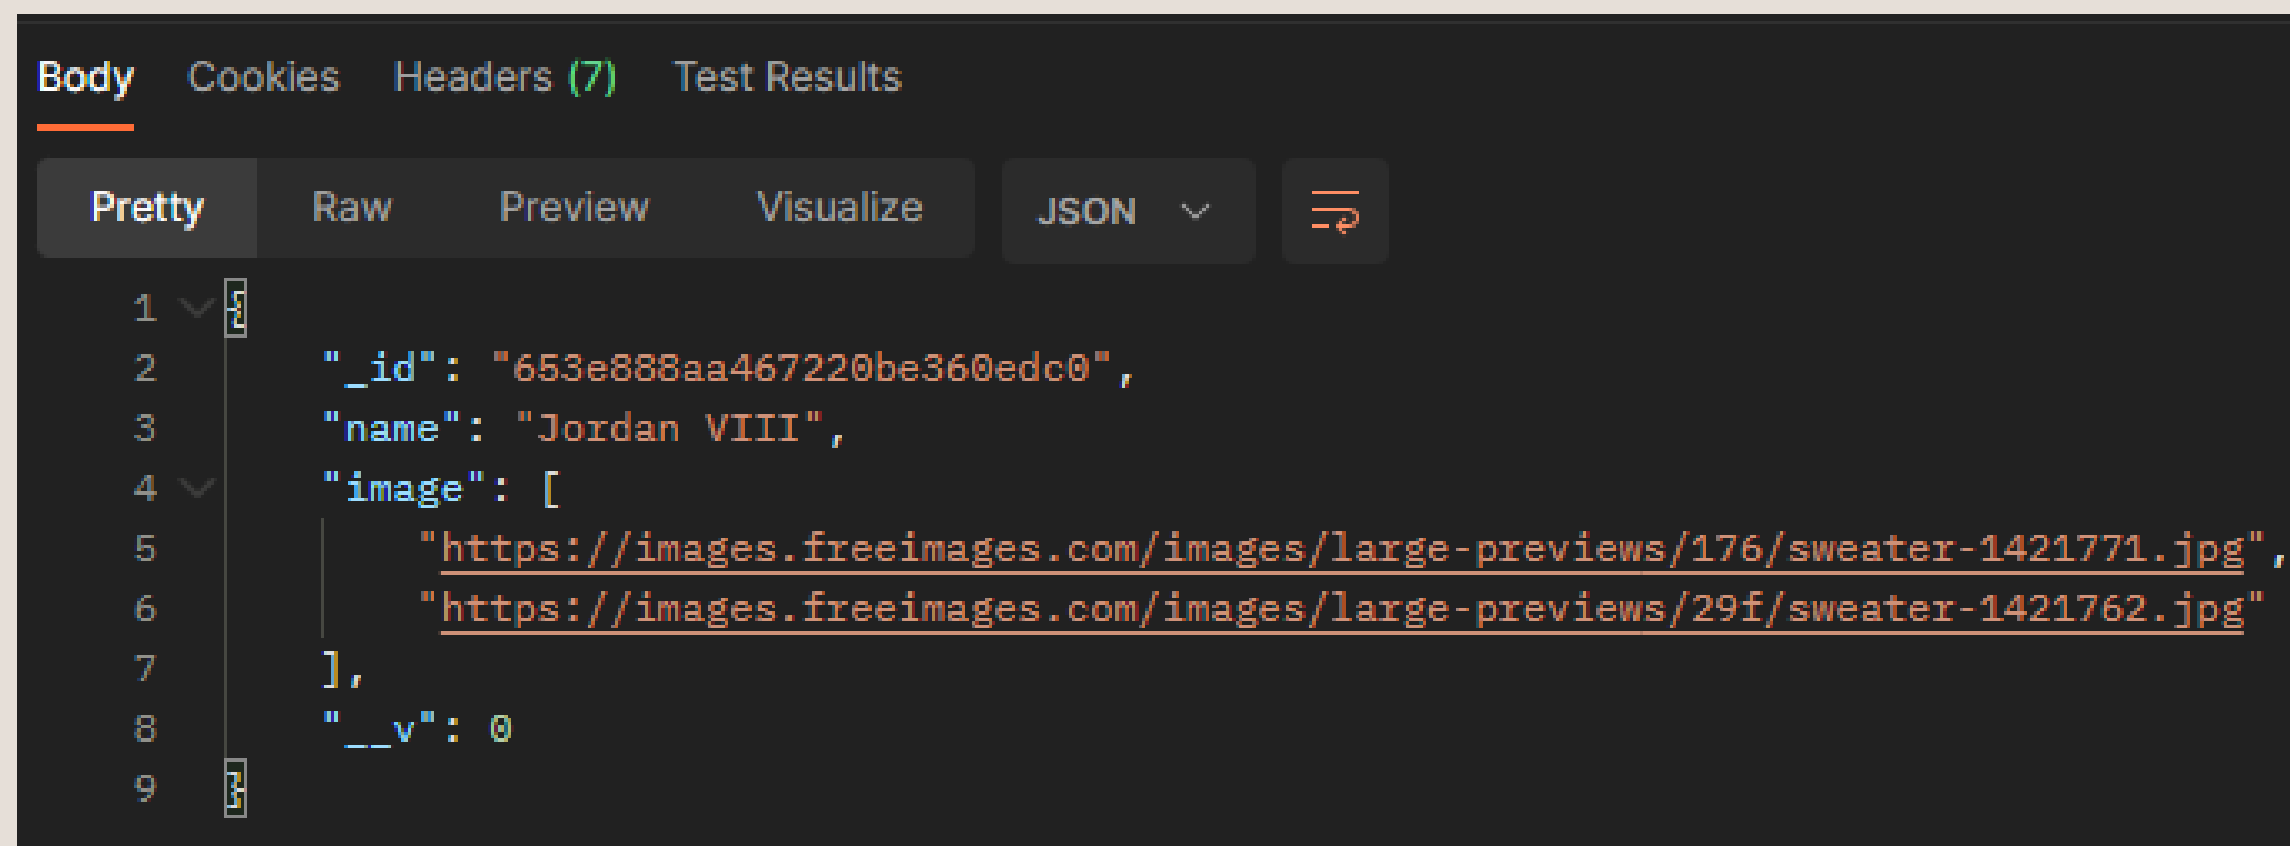 Body Cookies Headers (7) Test Results
Pretty Raw Preview Visualize JSON
1 {
2 "_id": "653e888aa467220be360edc0",
3 "name": "Jordan VIII",
4 "image": [
5 "https://images.freeimages.com/images/large-previews/176/sweater-1421771.jpg",
6 "https://images.freeimages.com/images/large-previews/29f/sweater-1421762.jpg"
7 ],
8 "__v": 0
9 }